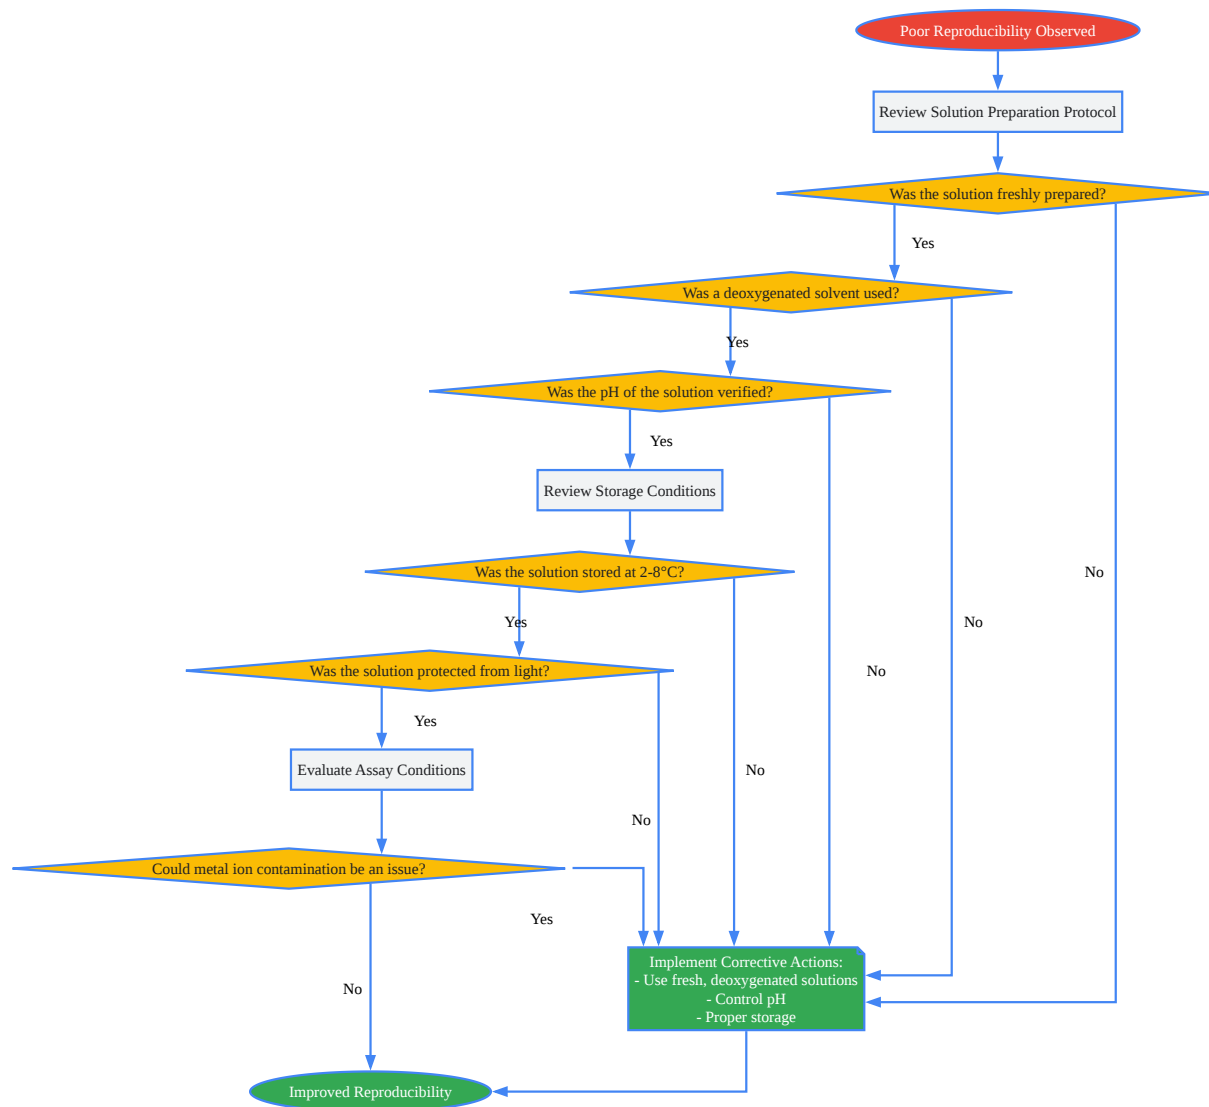 Poor Reproducibility Observed
Review Solution Preparation Protocol
Was the solution freshly prepared?
Yes
Was a deoxygenated solvent used?
Yes
Was the pH of the solution verified?
Yes
Review Storage Conditions
Was the solution stored at 2-8°C?
No
Yes
No
Was the solution protected from light?
No
Yes
Evaluate Assay Conditions
No
No
Could metal ion contamination be an issue?
Yes
Implement Corrective Actions:
- Use fresh, deoxygenated solutions
- Control pH
- Proper storage
No
Improved Reproducibility